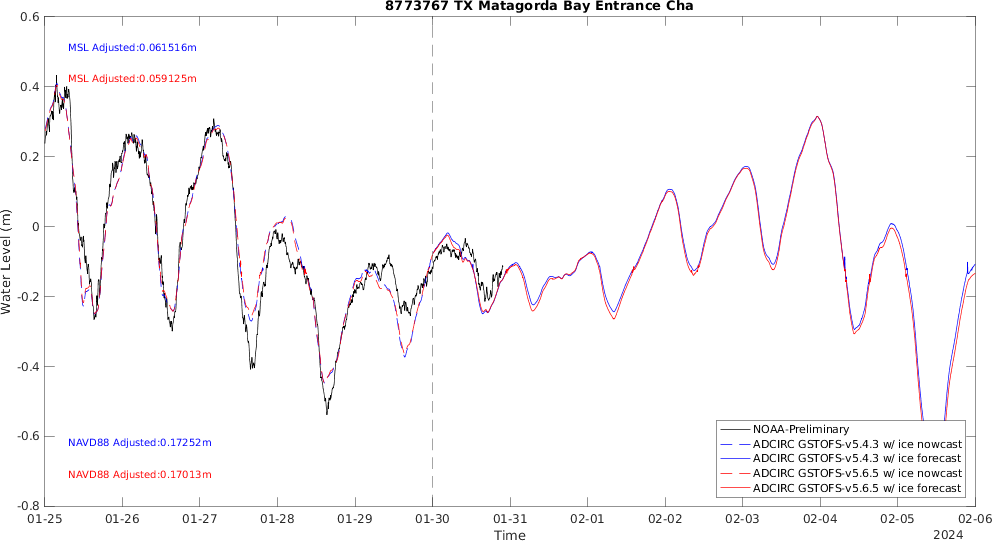 8773767 TX Matagorda Bay Entrance Cha
0.6
0.4
0.2
0
-0.2
-0.4
-0.6
-0.8
Water Level (m)
MSL Adjusted:0.061516m
MSL Adjusted:0.059125m
NAVD88 Adjusted:0.17252m
NAVD88 Adjusted:0.17013m
NOAA-Preliminary
ADCIRC GSTOFS-v5.4.3 w/ ice nowcast
ADCIRC GSTOFS-v5.4.3 w/ ice forecast
ADCIRC GSTOFS-v5.6.5 w/ ice nowcast
ADCIRC GSTOFS-v5.6.5 w/ ice forecast
01-25 01-26 01-27 01-28 01-29 01-30 01-31 02-01 02-02 02-03 02-04 02-05 02-06
Time
2024